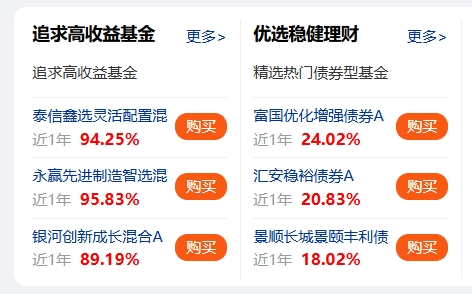 追求高收益基金 更多>
追求高收益基金
泰信鑫选灵活配置混
近1年 94.25% 购买
永赢先进制造智选混
近1年 95.83% 购买
银河创新成长混合A
近1年 89.19% 购买
优选稳健理财 更多>
精选热门债券型基金
富国优化增强债券A
近1年 24.02% 购买
汇安稳裕债券A
近1年 20.83% 购买
景顺长城景颐丰利债
近1年 18.02% 购买